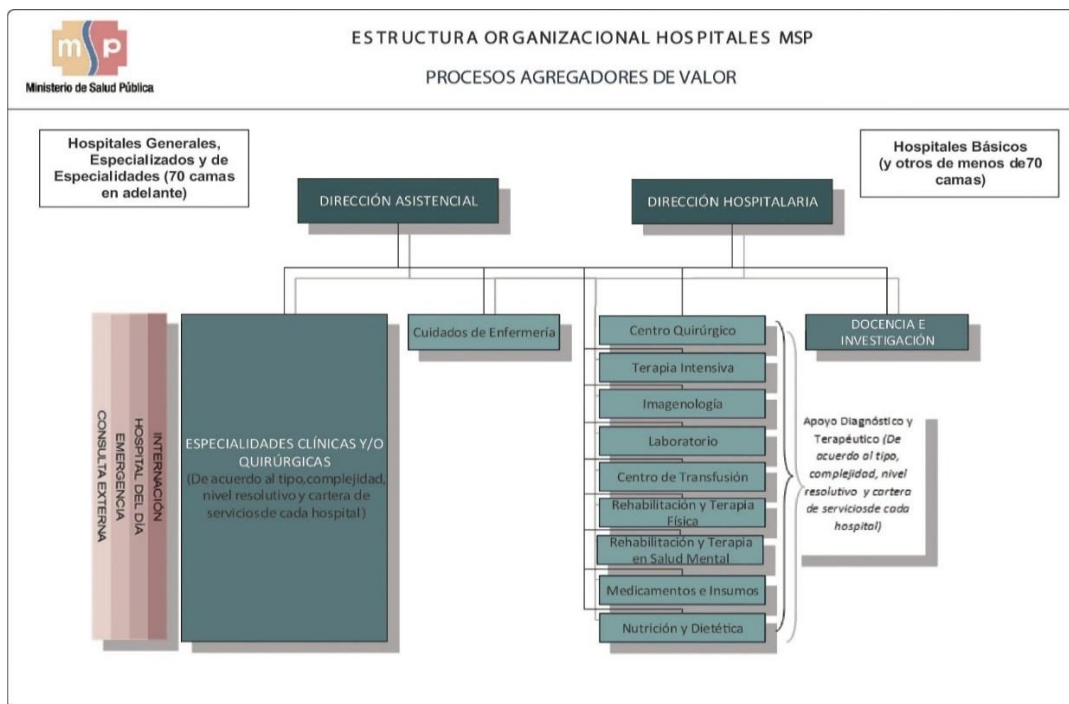 msp
Ministerio de Salud Pública
ESTRUCTURA ORGANIZACIONAL HOSPITALES MSP
PROCESOS AGREGADORES DE VALOR
Hospitales Generales,
Especializados y de
Especialidades (70 camas
en adelante)
Hospitales Básicos
(y otros de menos de70
camas)
DIRECCIÓN ASISTENCIAL
DIRECCIÓN HOSPITALARIA
INTERNACIÓN
HOSPITAL DEL DÍA
EMERGENCIA
CONSULTA EXTERNA
ESPECIALIDADES CLÍNICAS Y/O
QUIRÚRGICAS
(De acuerdo al tipo,complejidad,
nivel resolutivo y cartera de
serviciosde cada hospital)
Cuidados de Enfermería
Centro Quirúrgico
Terapia Intensiva
Imagenología
Laboratorio
Centro de Transfusión
Rehabilitación y Terapia
Física
Rehabilitación y Terapia
en Salud Mental
Medicamentos e Insumos
Nutrición y Dietética
DOCENCIA E
INVESTIGACIÓN
Apoyo Diagnóstico y
Terapéutico (De
acuerdo al tipo,
complejidad, nivel
resolutivo y cartera
de serviciosde cada
hospital)